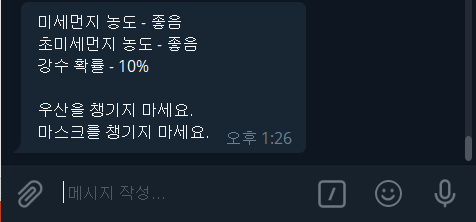 미세먼지 농도 - 좋음
초미세먼지 농도 - 좋음
강수 확률 - 10%
우산을 챙기지 마세요.
마스크를 챙기지 마세요.
오후 1:26
메시지 작성...